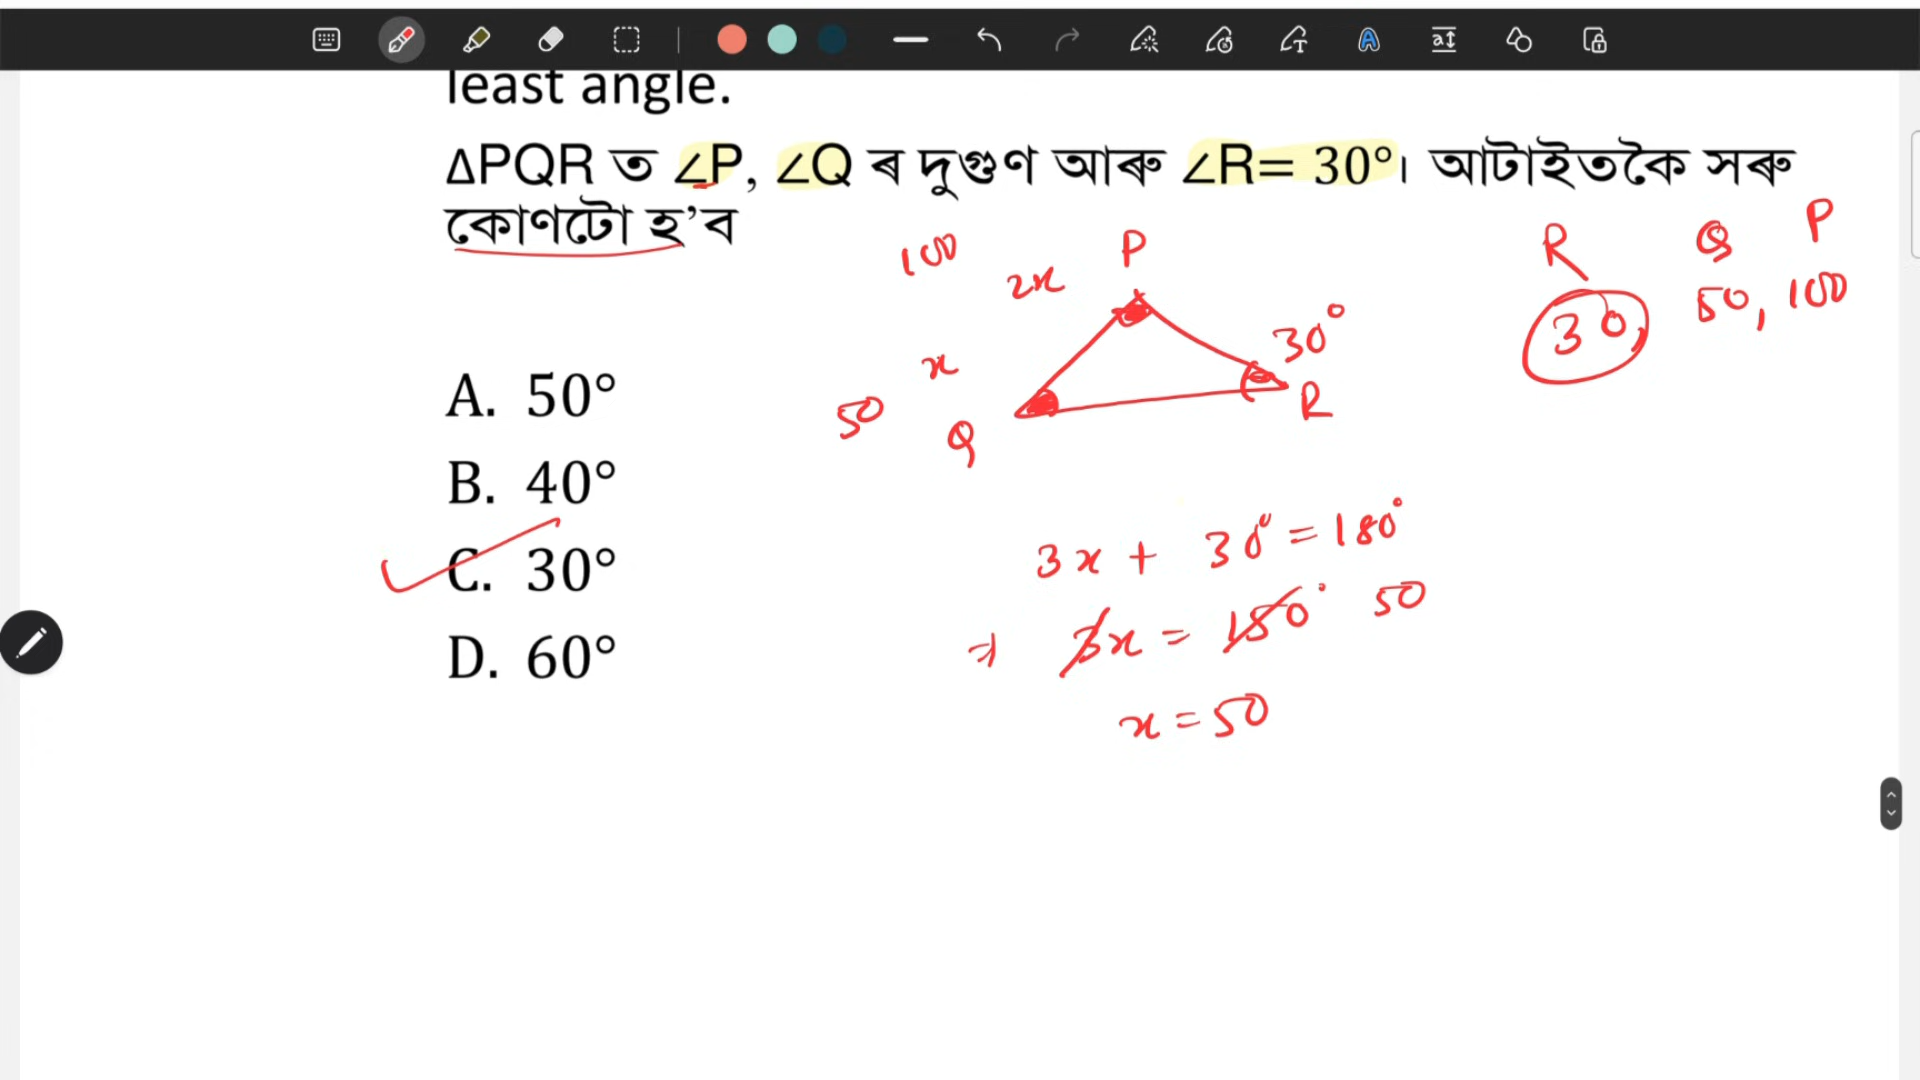 least angle.
ΔPQR ত ∠P, ∠Q ৰ দুগুণ আৰু ∠R= 30°। আটাইতকৈ সৰু
কোণটো হ’ব
100
2x
P
R
Q
P
30,
50, 100
30°
x
50
Q
R
A. 50°
B. 40°
C. 30°
D. 60°
3x + 30° = 180°
⇒ 3x = 150° 50
x = 50